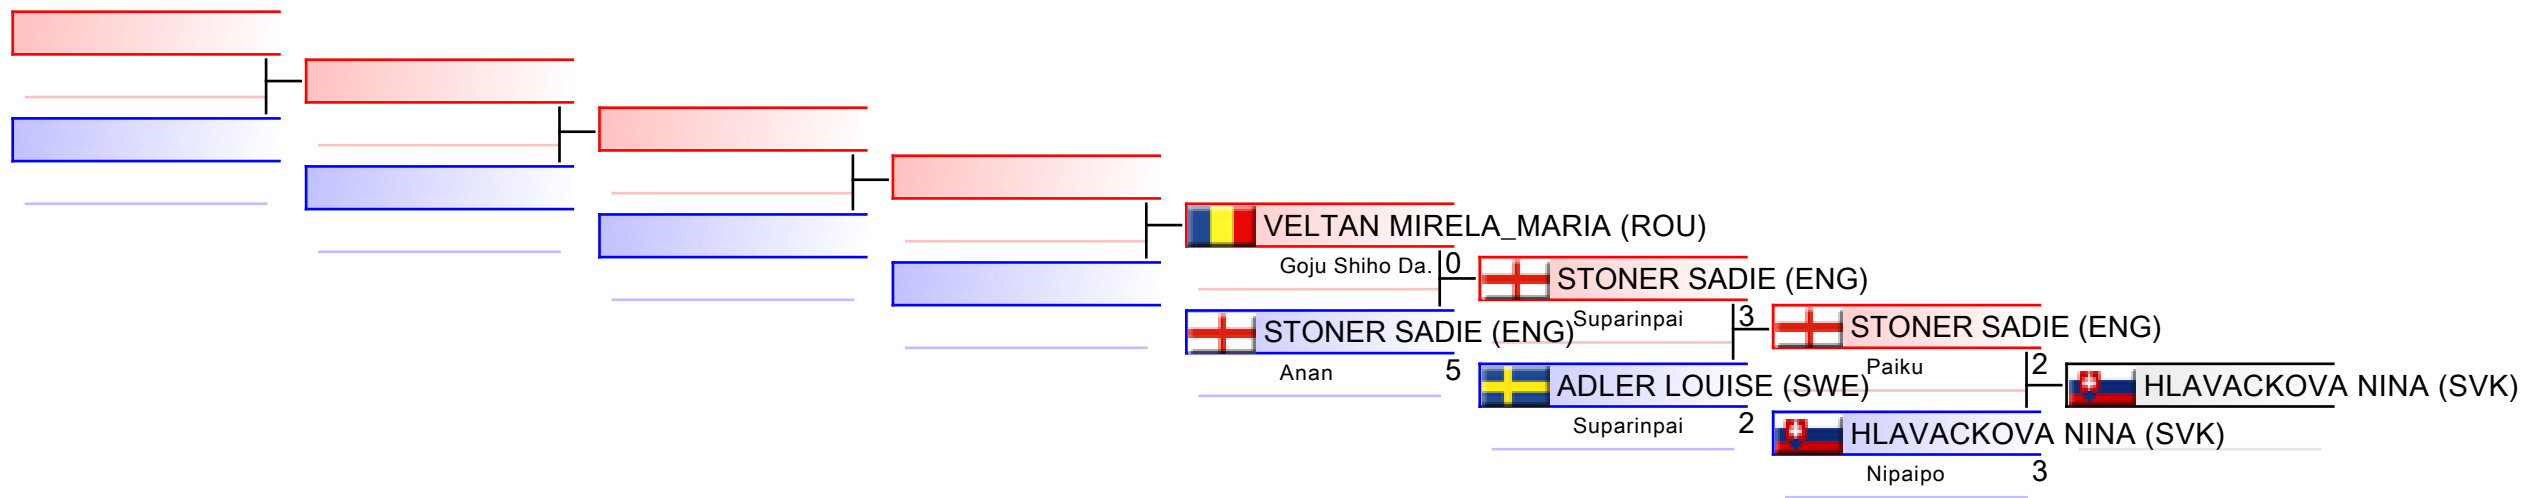 VELTAN MIRELA_MARIA (ROU)
Goju Shiho Da. 0
STONER SADIE (ENG)
Anan 5
STONER SADIE (ENG)
Suparinpai 3
ADLER LOUISE (SWE)
Suparinpai 2
STONER SADIE (ENG)
Paiku 2
HLAVACKOVA NINA (SVK)
Nipaipo 3
HLAVACKOVA NINA (SVK)